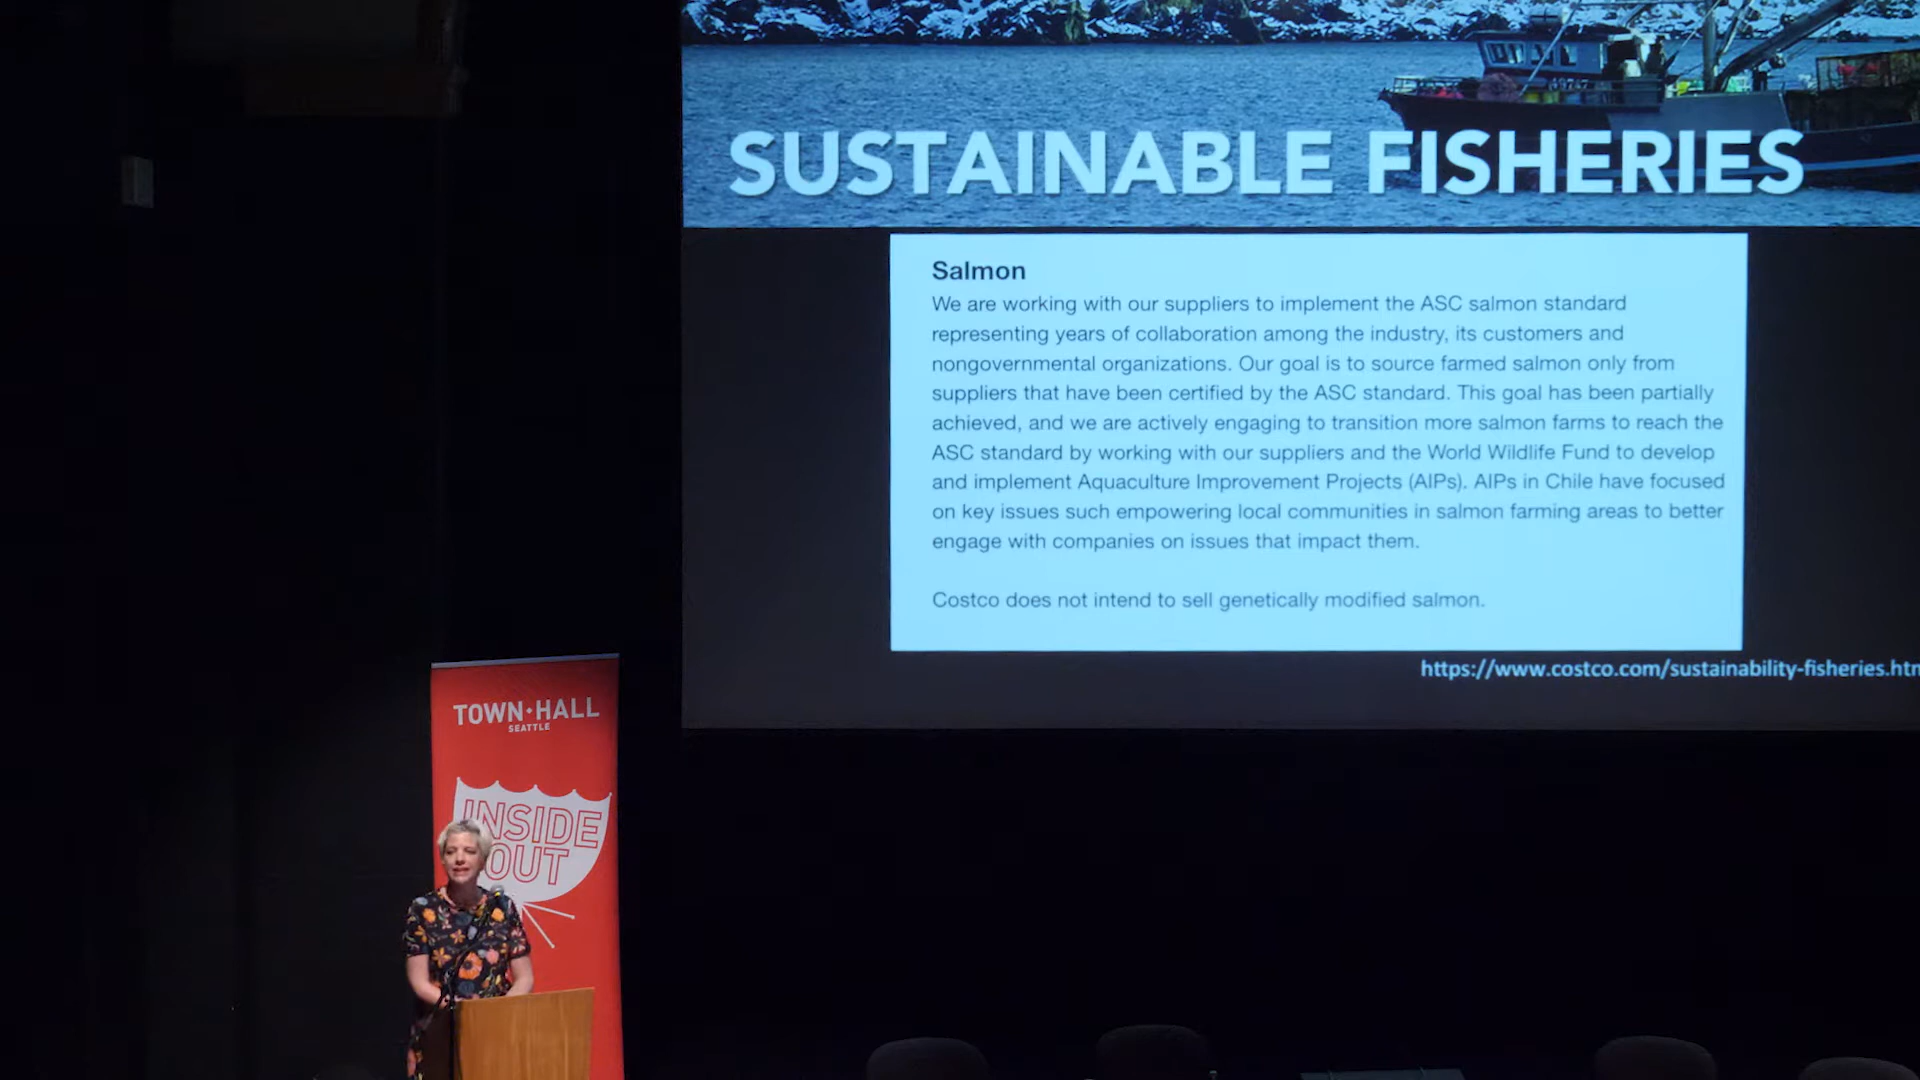 SUSTAINABLE FISHERIES
Salmon
We are working with our suppliers to implement the ASC salmon standard
representing years of collaboration among the industry, its customers and
nongovernmental organizations. Our goal is to source farmed salmon only from
suppliers that have been certified by the ASC standard. This goal has been partially
achieved, and we are actively engaging to transition more salmon farms to reach the
ASC standard by working with our suppliers and the World Wildlife Fund to develop
and implement Aquaculture Improvement Projects (AIPs). AIPs in Chile have focused
on key issues such empowering local communities in salmon farming areas to better
engage with companies on issues that impact them.
Costco does not intend to sell genetically modified salmon.
https://www.costco.com/sustainability-fisheries.htm
TOWN·HALL
SEATTLE
INSIDE
OUT